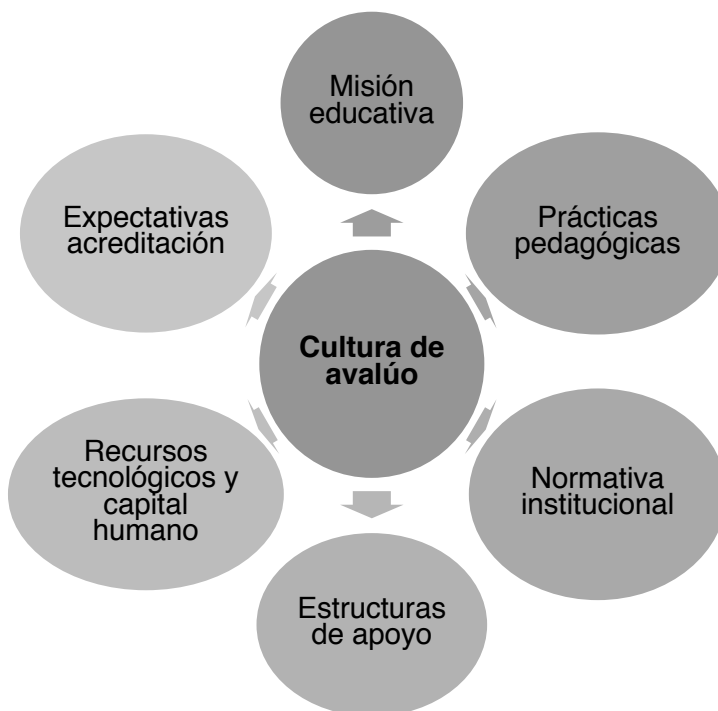 Misión
educativa
Prácticas
pedagógicas
Normativa
institucional
Estructuras
de apoyo
Recursos
tecnológicos y
capital
humano
Expectativas
acreditación
Cultura de
avalúo